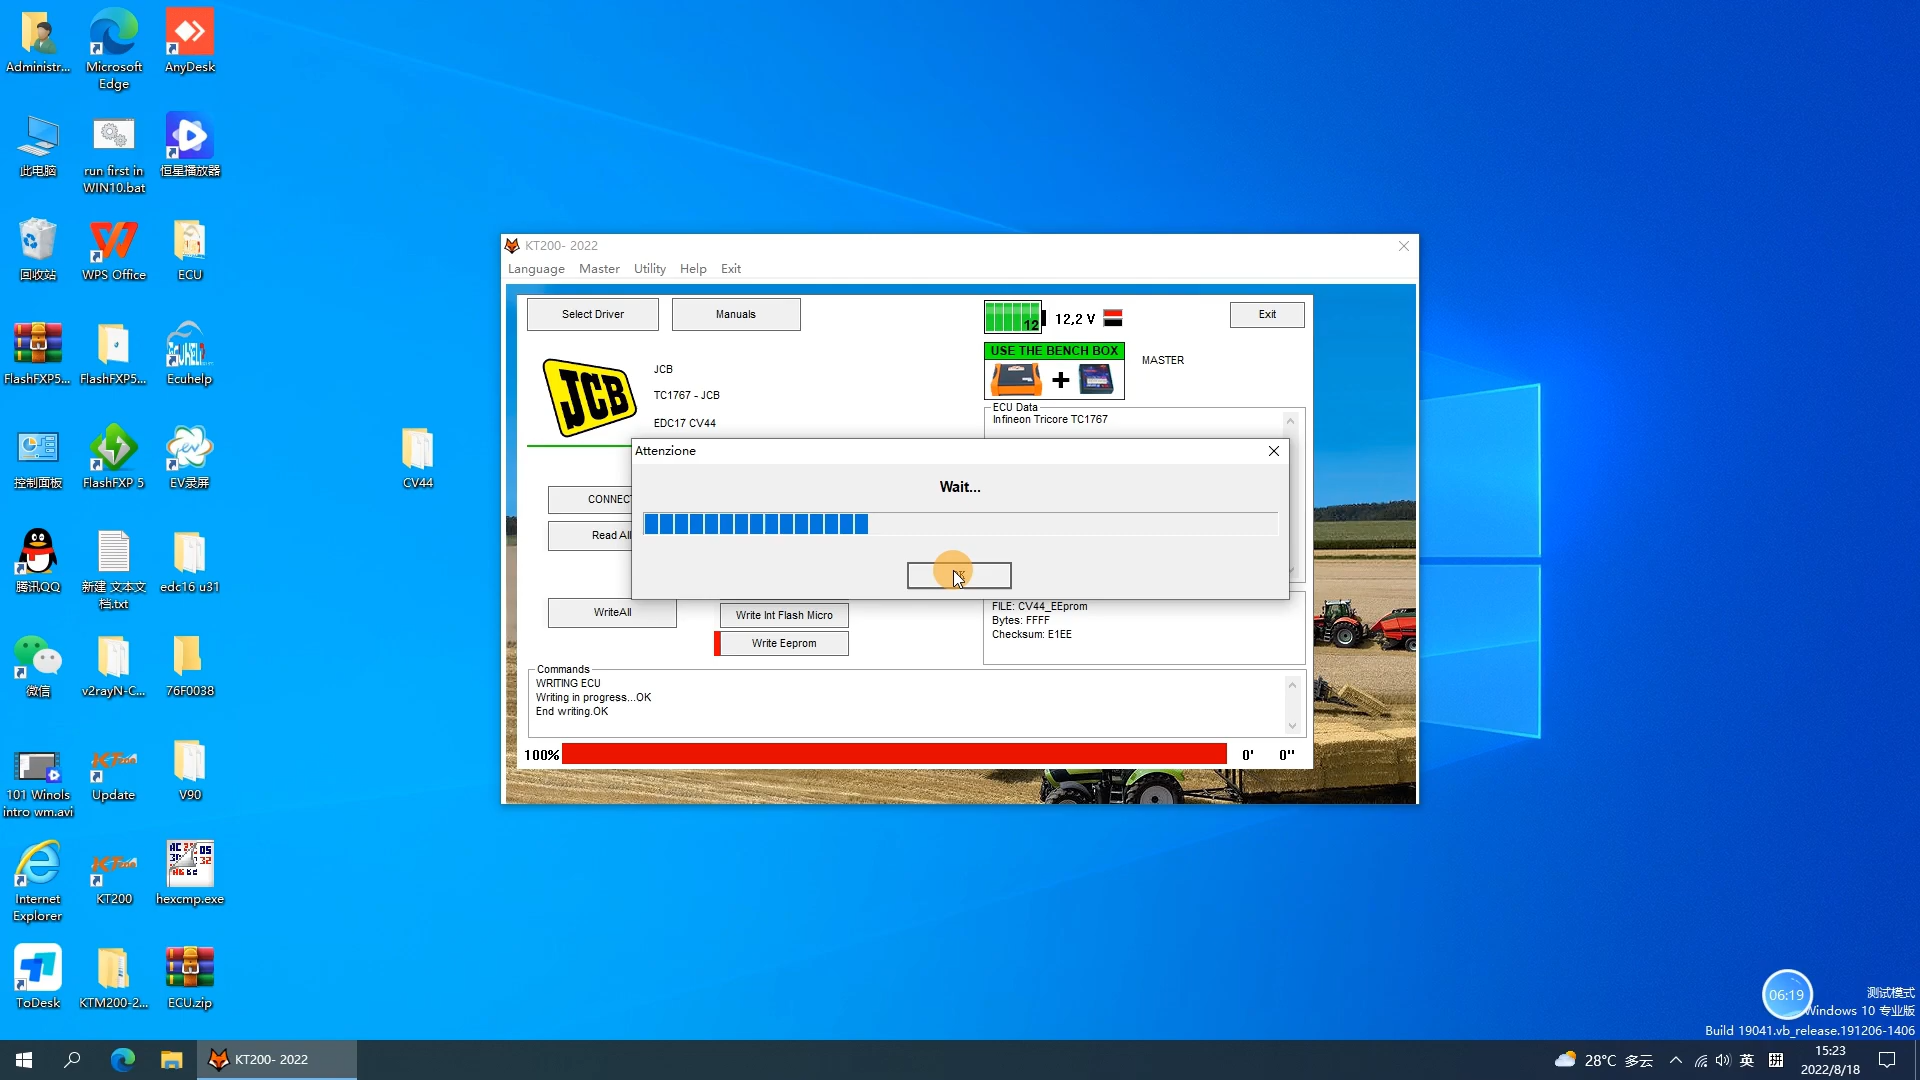 Administr...
Microsoft
Edge
AnyDesk
此电脑
run first in
WIN10.bat
恒星播放器
回收站
WPS Office
ECU
FlashFXP5...
FlashFXP5...
Ecuhelp
控制面板
FlashFXP 5
EV录屏
CV44
腾讯QQ
新建 文本文
档.txt
edc16 u31
微信
v2rayN-C...
76F0038
101 Winols
intro wm.avi
Update
V90
Internet
Explorer
KT200
hexcmp.exe
ToDesk
KTM200-2...
ECU.zip
KT200- 2022
Language Master Utility Help Exit
Select Driver
Manuals
12
12,2 V
Exit
USE THE BENCH BOX
MASTER
JCB
JCB
TC1767 - JCB
EDC17 CV44
ECU Data
Infineon Tricore TC1767
Attenzione
Wait...
CONNECT
Read All
WriteAll
Write Int Flash Micro
Write Eeprom
FILE: CV44_EEprom
Bytes: FFFF
Checksum: E1EE
Commands
WRITING ECU
Writing in progress...OK
End writing.OK
100%
0' 0''
06:19
测试模式
Windows 10 专业版
Build 19041.vb_release.191206-1406
KT200- 2022
28°C 多云
英
拼
15:23
2022/8/18